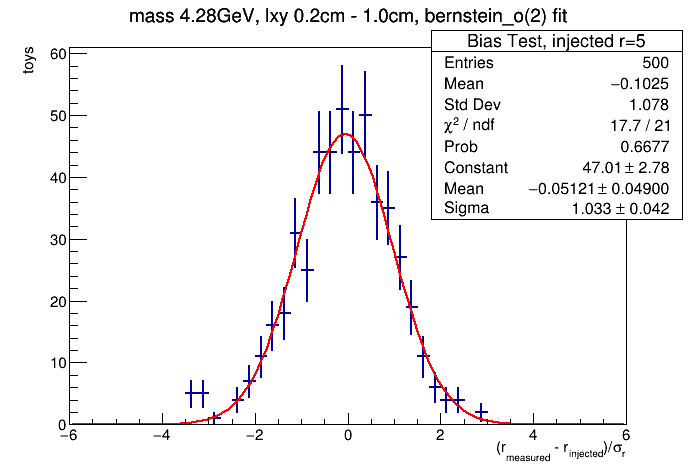 mass 4.28GeV, lxy 0.2cm - 1.0cm, bernstein_o(2) fit
Bias Test, injected r=5
Entries 500
Mean −0.1025
Std Dev 1.078
χ² / ndf 17.7 / 21
Prob 0.6677
Constant 47.01 ± 2.78
Mean −0.05121 ± 0.04900
Sigma 1.033 ± 0.042
toys
60
50
40
30
20
10
0
−6 −4 −2 0 2 4 6
(r_measured - r_injected)/σ_r